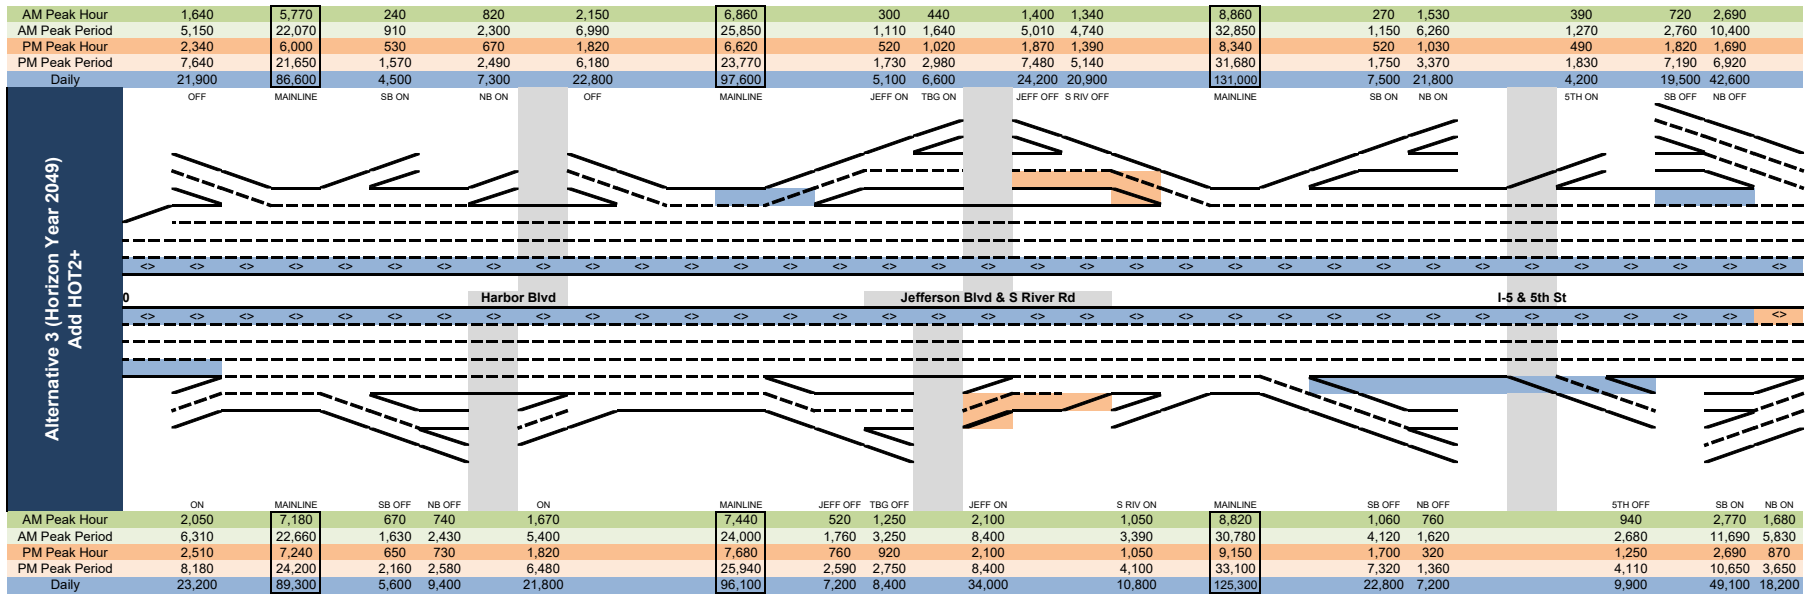 AM Peak Hour 1,640 5,770 240 820 2,150 6,860 300 440 1,400 1,340 8,860 270 1,530 390 720 2,690
AM Peak Period 5,150 22,070 910 2,300 6,990 25,850 1,110 1,640 5,010 4,740 32,850 1,150 6,260 1,270 2,760 10,400
PM Peak Hour 2,340 6,000 530 670 1,820 6,620 520 1,020 1,870 1,390 8,340 520 1,030 490 1,820 1,690
PM Peak Period 7,640 21,650 1,570 2,490 6,180 23,770 1,730 2,980 7,480 5,140 31,680 1,750 3,370 1,830 7,190 6,920
Daily 21,900 86,600 4,500 7,300 22,800 97,600 5,100 6,600 24,200 20,900 131,000 7,500 21,800 4,200 19,500 42,600
OFF MAINLINE SB ON NB ON OFF MAINLINE JEFF ON TBG ON JEFF OFF S RIV OFF MAINLINE SB ON NB ON 5TH ON SB OFF NB OFF
Alternative 3 (Horizon Year 2049)
Add HOT2+
<> <> <> <> <> <> <> <> <> <> <> <> <> <> <> <> <> <> <> <> <> <> <> <> <> <> <> <> <> <> <> <> <> <>
0 Harbor Blvd Jefferson Blvd & S River Rd I-5 & 5th St
<> <> <> <> <> <> <> <> <> <> <> <> <> <> <> <> <> <> <> <> <> <> <> <> <> <> <> <> <> <> <> <> <> <>
ON MAINLINE SB OFF NB OFF ON MAINLINE JEFF OFF TBG OFF JEFF ON S RIV ON MAINLINE SB OFF NB OFF 5TH OFF SB ON NB ON
AM Peak Hour 2,050 7,180 670 740 1,670 7,440 520 1,250 2,100 1,050 8,820 1,060 760 940 2,770 1,680
AM Peak Period 6,310 22,660 1,630 2,430 5,400 24,000 1,760 3,250 8,400 3,390 30,780 4,120 1,620 2,680 11,690 5,830
PM Peak Hour 2,510 7,240 650 730 1,820 7,680 760 920 2,100 1,050 9,150 1,700 320 1,250 2,690 870
PM Peak Period 8,180 24,200 2,160 2,580 6,480 25,940 2,590 2,750 8,400 4,100 33,100 7,320 1,360 4,110 10,650 3,650
Daily 23,200 89,300 5,600 9,400 21,800 96,100 7,200 8,400 34,000 10,800 125,300 22,800 7,200 9,900 49,100 18,200